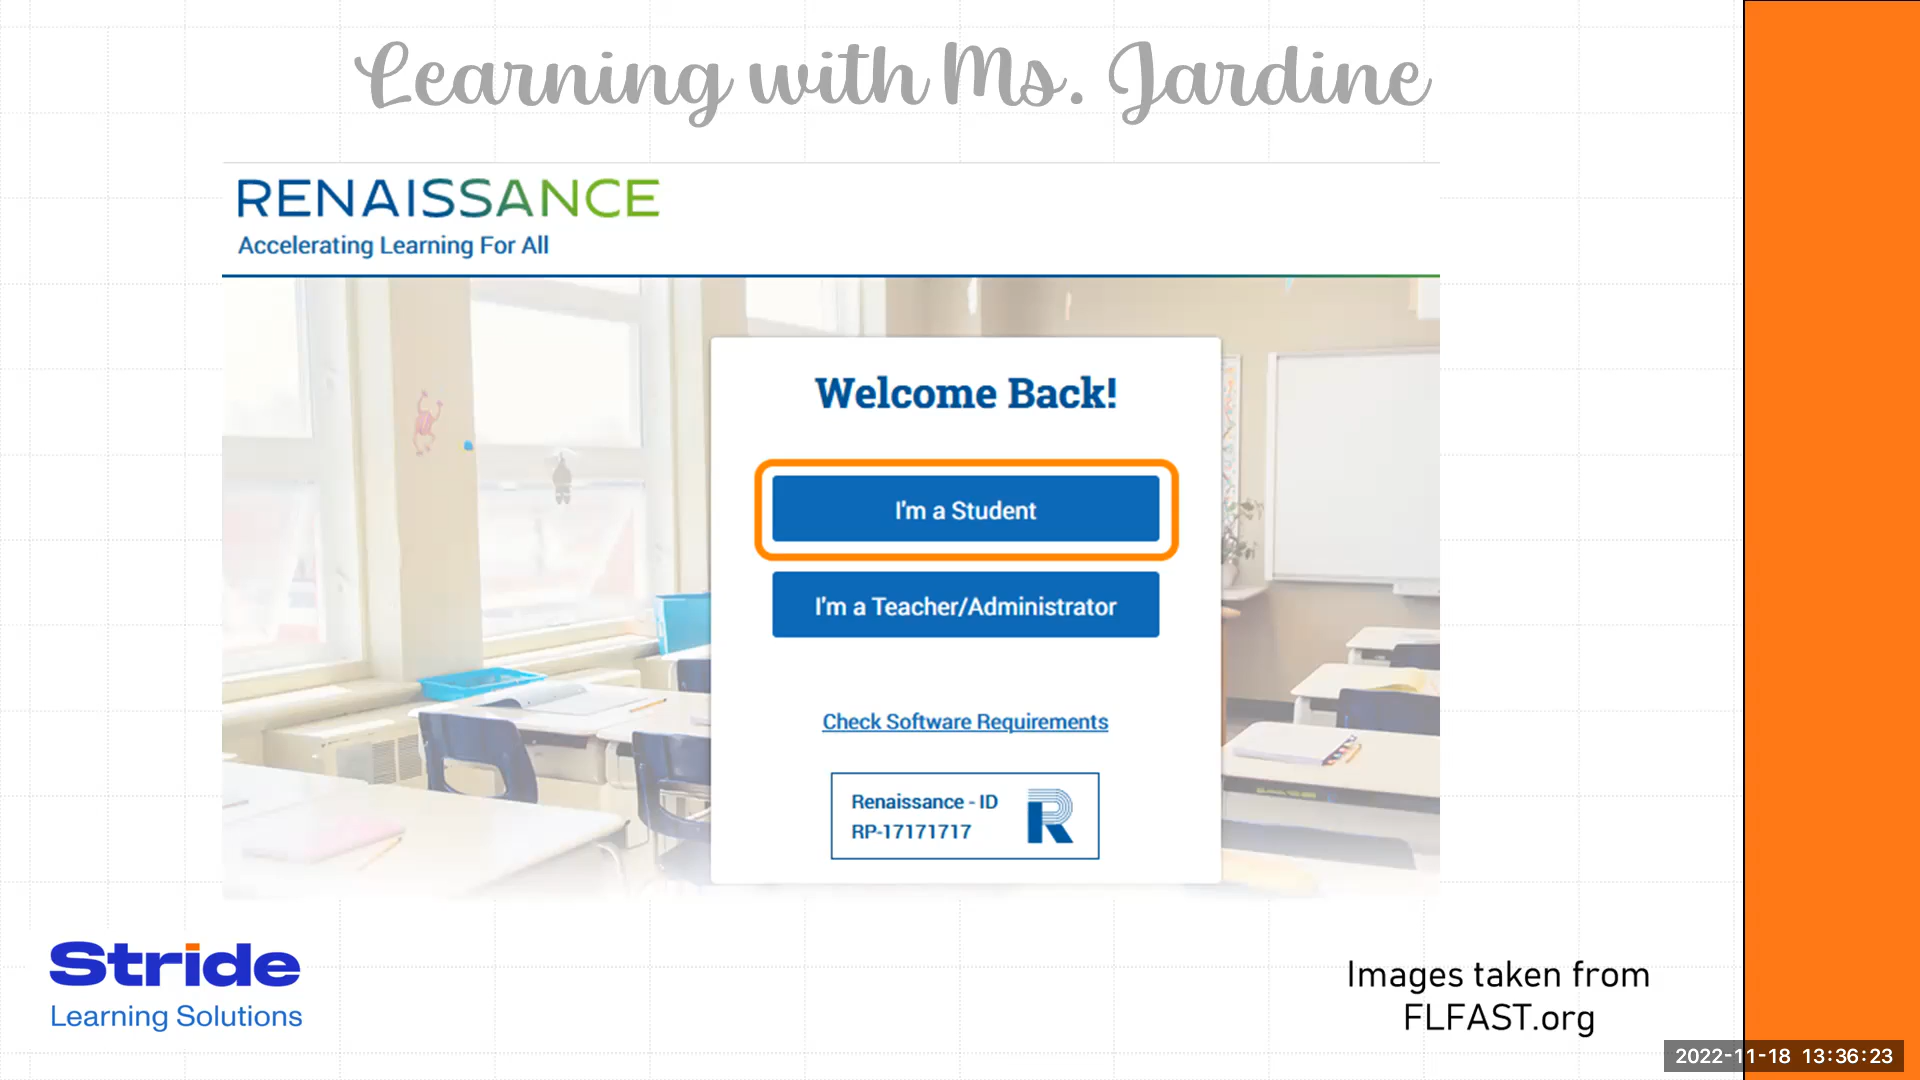 Learning with Ms. Jardine
RENAISSANCE
Accelerating Learning For All
Welcome Back!
I'm a Student
I'm a Teacher/Administrator
Check Software Requirements
Renaissance - ID
RP-17171717
R
Stride
Learning Solutions
Images taken from
FLFAST.org
2022-11-18 13:36:23